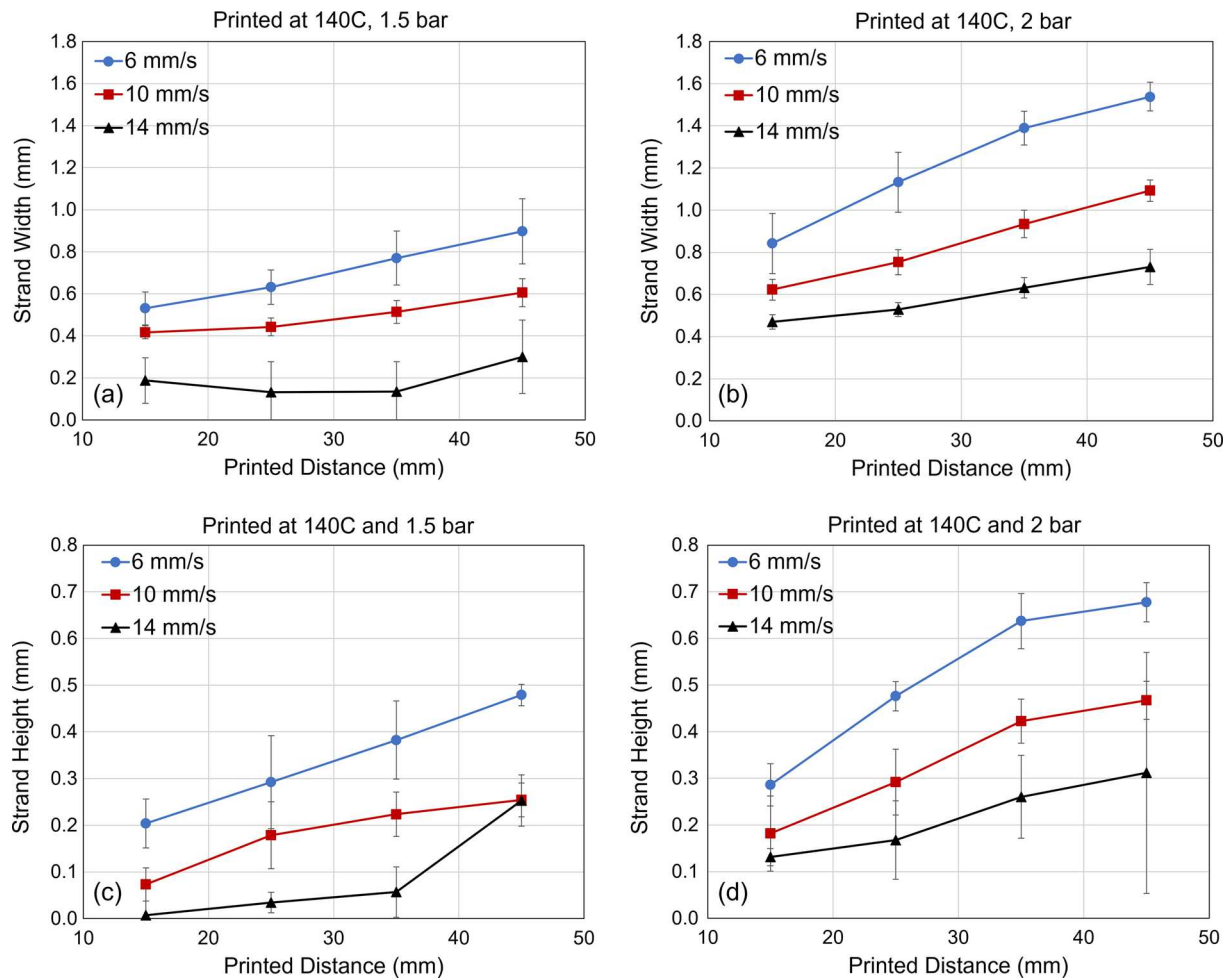 Printed at 140C, 1.5 bar
1.8
1.6
1.4
1.2
1.0
0.8
0.6
0.4
0.2
0.0
Strand Width (mm)
6 mm/s
10 mm/s
14 mm/s
(a)
10 20 30 40 50
Printed Distance (mm)
Printed at 140C, 2 bar
1.8
1.6
1.4
1.2
1.0
0.8
0.6
0.4
0.2
0.0
Strand Width (mm)
6 mm/s
10 mm/s
14 mm/s
(b)
10 20 30 40 50
Printed Distance (mm)
Printed at 140C and 1.5 bar
0.8
0.7
0.6
0.5
0.4
0.3
0.2
0.1
0.0
Strand Height (mm)
6 mm/s
10 mm/s
14 mm/s
(c)
10 20 30 40 50
Printed Distance (mm)
Printed at 140C and 2 bar
0.8
0.7
0.6
0.5
0.4
0.3
0.2
0.1
0.0
Strand Height (mm)
6 mm/s
10 mm/s
14 mm/s
(d)
10 20 30 40 50
Printed Distance (mm)